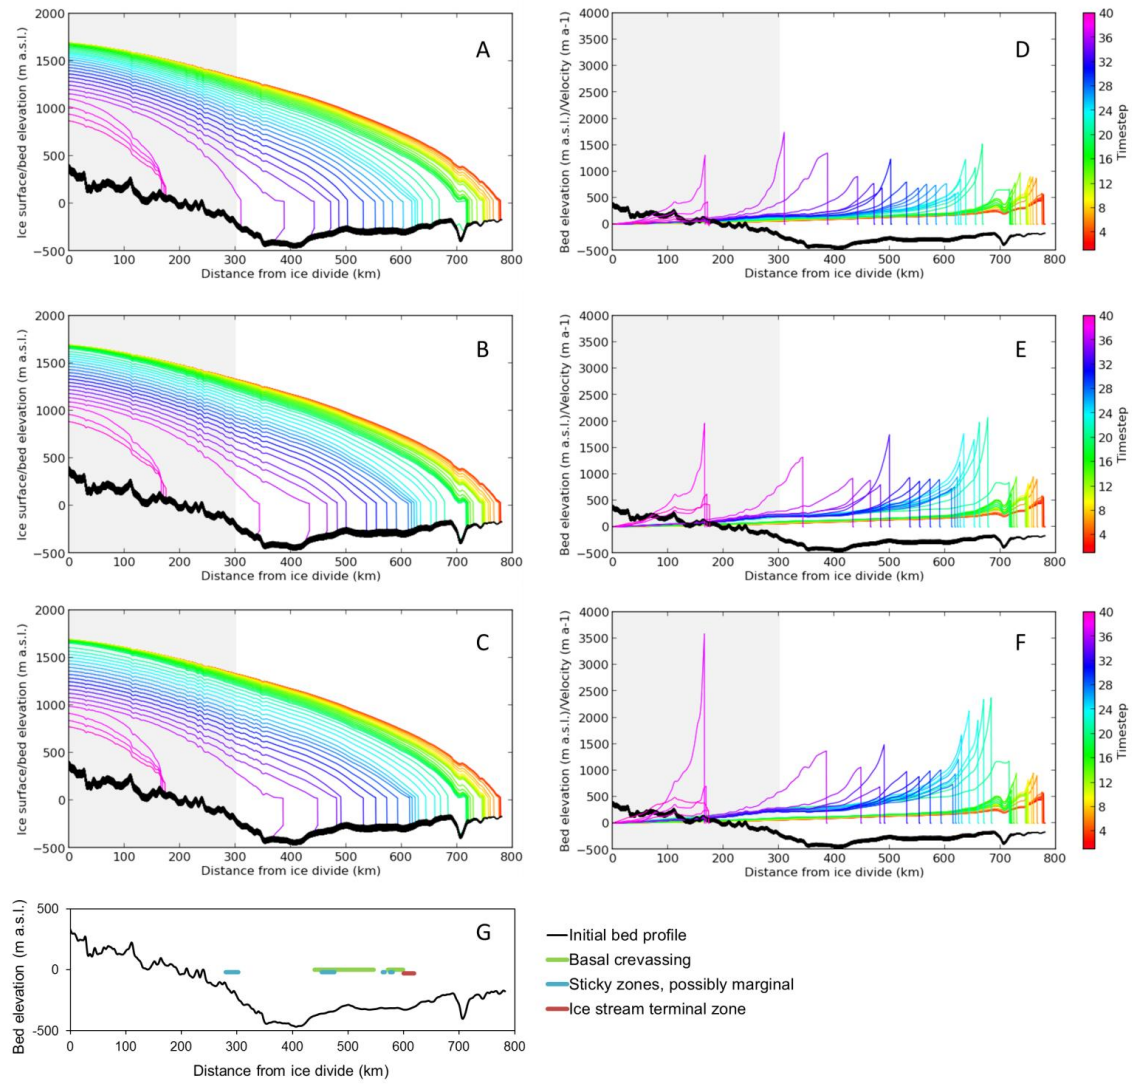 2000
1500
1000
500
0
−500
Ice surface/bed elevation (m a.s.l.)
A
0 100 200 300 400 500 600 700 800
Distance from ice divide (km)
4000
3500
3000
2500
2000
1500
1000
500
0
−500
Bed elevation (m a.s.l.)/Velocity (m a-1)
D
0 100 200 300 400 500 600 700 800
Distance from ice divide (km)
40
36
32
28
24
20
16
12
8
4
Timestep
2000
1500
1000
500
0
−500
Ice surface/bed elevation (m a.s.l.)
B
0 100 200 300 400 500 600 700 800
Distance from ice divide (km)
4000
3500
3000
2500
2000
1500
1000
500
0
−500
Bed elevation (m a.s.l.)/Velocity (m a-1)
E
0 100 200 300 400 500 600 700 800
Distance from ice divide (km)
40
36
32
28
24
20
16
12
8
4
Timestep
2000
1500
1000
500
0
−500
Ice surface/bed elevation (m a.s.l.)
C
0 100 200 300 400 500 600 700 800
Distance from ice divide (km)
4000
3500
3000
2500
2000
1500
1000
500
0
−500
Bed elevation (m a.s.l.)/Velocity (m a-1)
F
0 100 200 300 400 500 600 700 800
Distance from ice divide (km)
40
36
32
28
24
20
16
12
8
4
Timestep
500
0
-500
Bed elevation (m a.s.l.)
G
0 100 200 300 400 500 600 700 800
Distance from ice divide (km)
Initial bed profile
Basal crevassing
Sticky zones, possibly marginal
Ice stream terminal zone